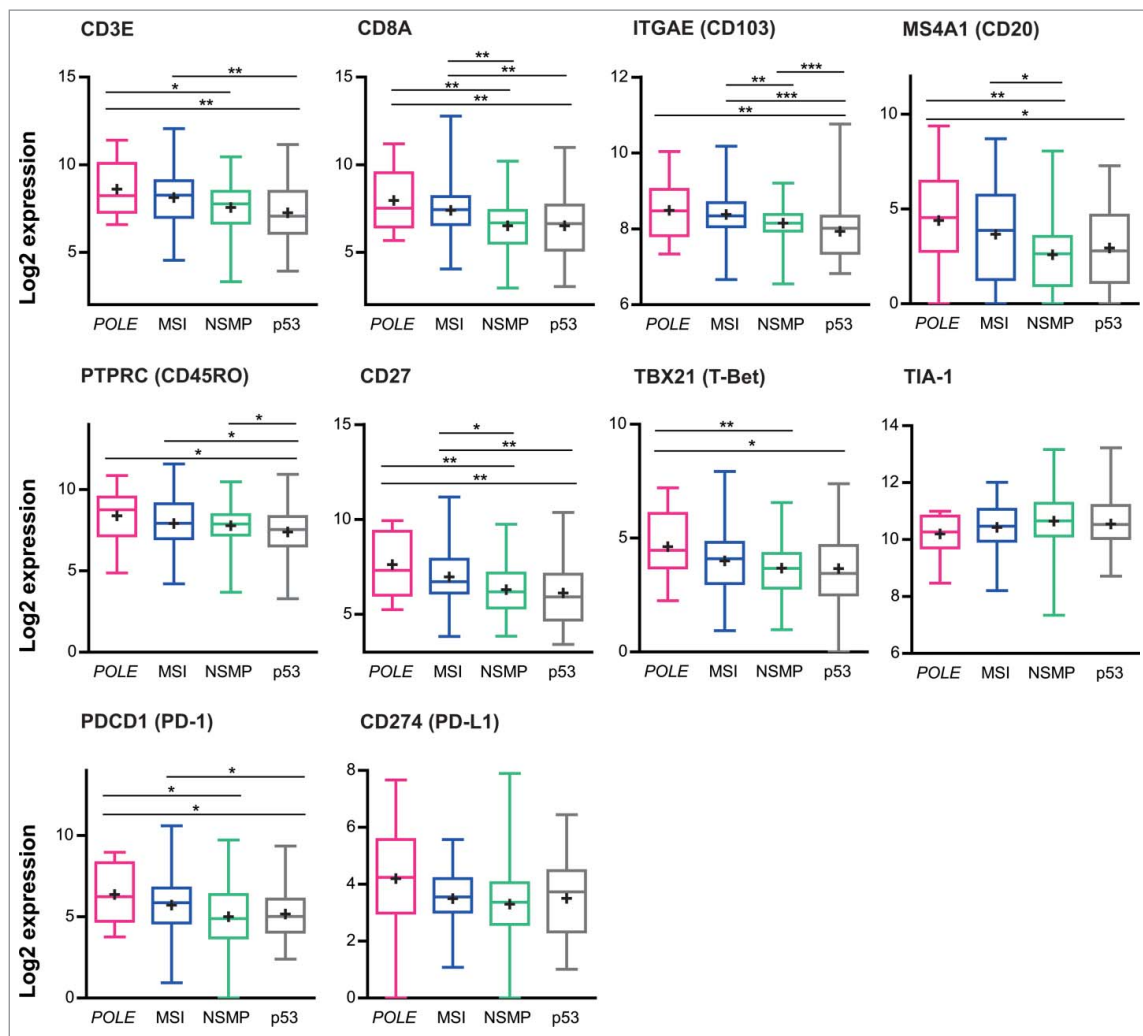 CD3E
CD8A
ITGAE (CD103)
MS4A1 (CD20)
Log2 expression
15
10
5
**
*
**
POLE MSI NSMP p53
15
10
5
**
**
**
**
POLE MSI NSMP p53
12
10
8
6
***
**
***
**
POLE MSI NSMP p53
10
5
0
*
**
*
POLE MSI NSMP p53
PTPRC (CD45RO)
CD27
TBX21 (T-Bet)
TIA-1
Log2 expression
10
5
0
*
*
*
POLE MSI NSMP p53
15
10
5
*
**
**
**
POLE MSI NSMP p53
10
5
0
**
*
POLE MSI NSMP p53
14
12
10
8
6
POLE MSI NSMP p53
PDCD1 (PD-1)
CD274 (PD-L1)
Log2 expression
10
5
0
*
*
*
POLE MSI NSMP p53
8
6
4
2
0
POLE MSI NSMP p53